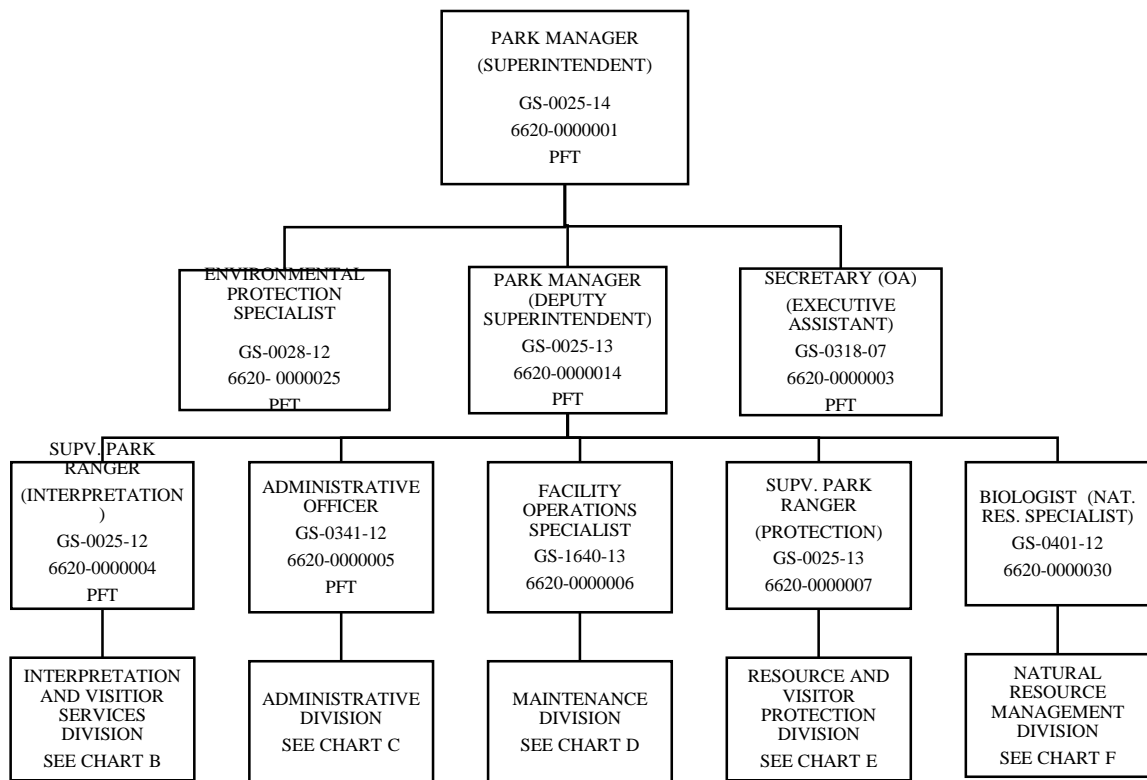 PARK MANAGER
(SUPERINTENDENT)
GS-0025-14
6620-0000001
PFT
ENVIRONMENTAL
PROTECTION
SPECIALIST
GS-0028-12
6620- 0000025
PFT
PARK MANAGER
(DEPUTY
SUPERINTENDENT)
GS-0025-13
6620-0000014
PFT
SECRETARY (OA)
(EXECUTIVE
ASSISTANT)
GS-0318-07
6620-0000003
PFT
SUPV. PARK
RANGER
(INTERPRETATION
)
GS-0025-12
6620-0000004
PFT
ADMINISTRATIVE
OFFICER
GS-0341-12
6620-0000005
PFT
FACILITY
OPERATIONS
SPECIALIST
GS-1640-13
6620-0000006
SUPV. PARK
RANGER
(PROTECTION)
GS-0025-13
6620-0000007
BIOLOGIST (NAT.
RES. SPECIALIST)
GS-0401-12
6620-0000030
INTERPRETATION
AND VISITIOR
SERVICES
DIVISION
SEE CHART B
ADMINISTRATIVE
DIVISION
SEE CHART C
MAINTENANCE
DIVISION
SEE CHART D
RESOURCE AND
VISITOR
PROTECTION
DIVISION
SEE CHART E
NATURAL
RESOURCE
MANAGEMENT
DIVISION
SEE CHART F